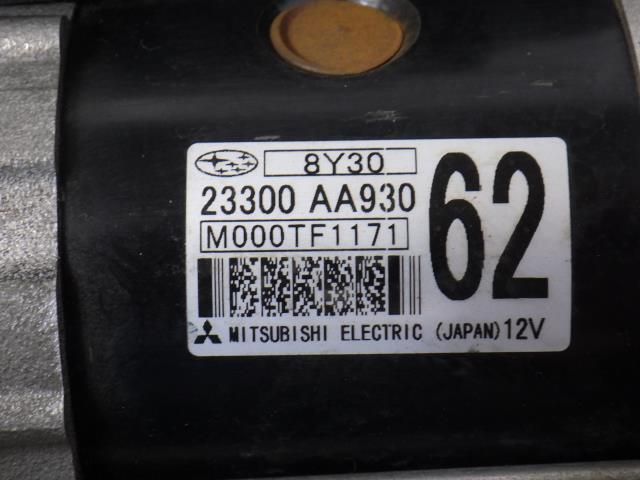 8Y30
23300 AA930
62
M000TF1171
MITSUBISHI ELECTRIC (JAPAN) 12V